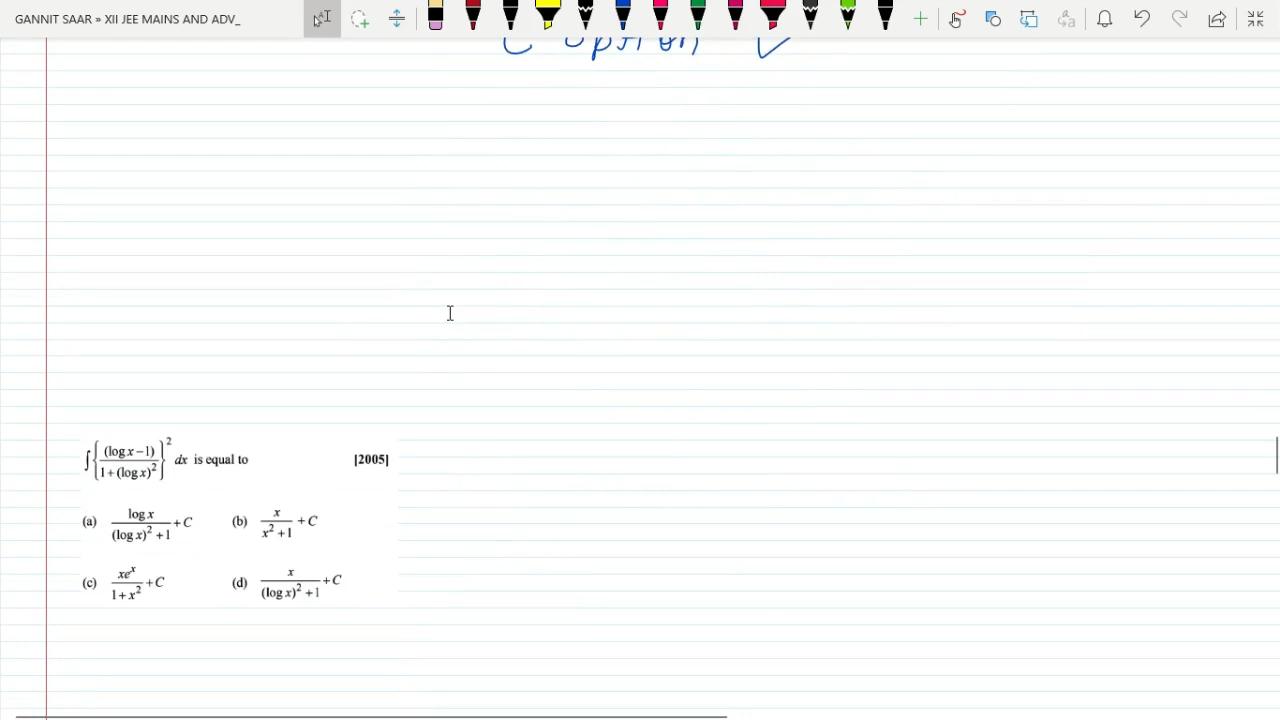 GANNIT SAAR » XII JEE MAINS AND ADV_
C option
∫ { (log x − 1) / (1 + (log x)²) }² dx is equal to [2005]
(a) log x / ((log x)² + 1) + C (b) x / (x² + 1) + C
(c) xeˣ / (1 + x²) + C (d) x / ((log x)² + 1) + C